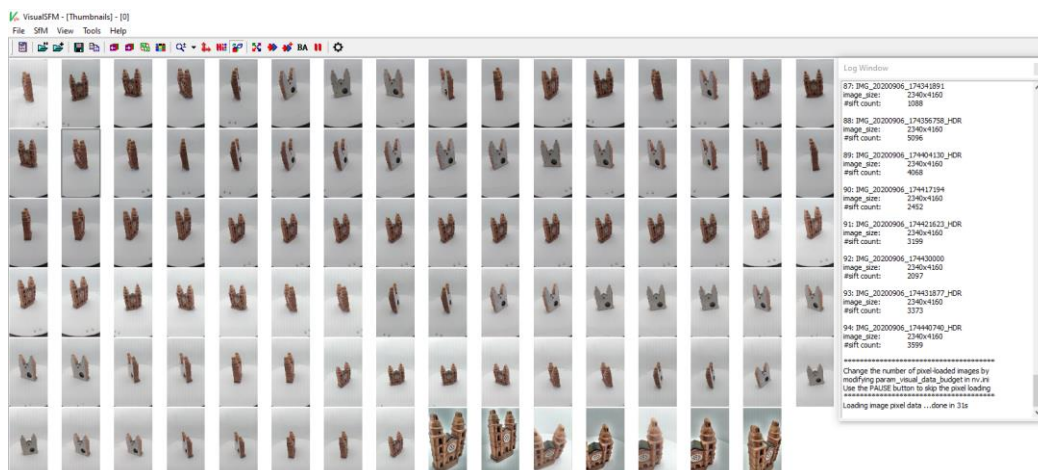 VisualSFM - [Thumbnails] - [0]
File SfM View Tools Help
BA
Log Window
87: IMG_20200906_174341891
image_size: 2340x4160
#sift count: 1088
88: IMG_20200906_174356758_HDR
image_size: 2340x4160
#sift count: 5096
89: IMG_20200906_174404130_HDR
image_size: 2340x4160
#sift count: 4068
90: IMG_20200906_174417194
image_size: 2340x4160
#sift count: 2452
91: IMG_20200906_174421623_HDR
image_size: 2340x4160
#sift count: 3199
92: IMG_20200906_174430000
image_size: 2340x4160
#sift count: 2097
93: IMG_20200906_174431877_HDR
image_size: 2340x4160
#sift count: 3373
94: IMG_20200906_174440740_HDR
image_size: 2340x4160
#sift count: 3599
Change the number of pixel-loaded images by
modifying param_visual_data_budget in nv.ini
Use the PAUSE button to skip the pixel loading
Loading image pixel data ...done in 31s